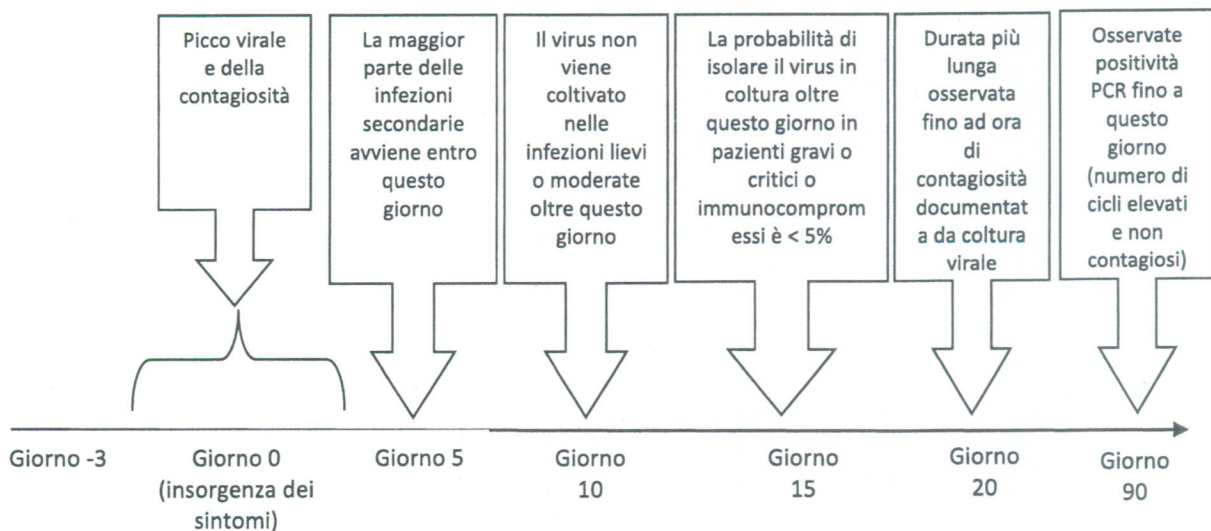 Picco virale
e della
contagiosità
La maggior
parte delle
infezioni
secondarie
avviene entro
questo
giorno
Il virus non
viene
coltivato
nelle
infezioni lievi
o moderate
oltre questo
giorno
La probabilità di
isolare il virus in
coltura oltre
questo giorno in
pazienti gravi o
critici o
immunocomprom
essi è < 5%
Durata più
lunga
osservata
fino ad ora
di
contagiosità
documentat
a da coltura
virale
Osservate
positività
PCR fino a
questo
giorno
(numero di
cicli elevati
e non
contagiosi)
Giorno -3
Giorno 0
(insorgenza dei
sintomi)
Giorno 5
Giorno
10
Giorno
15
Giorno
20
Giorno
90